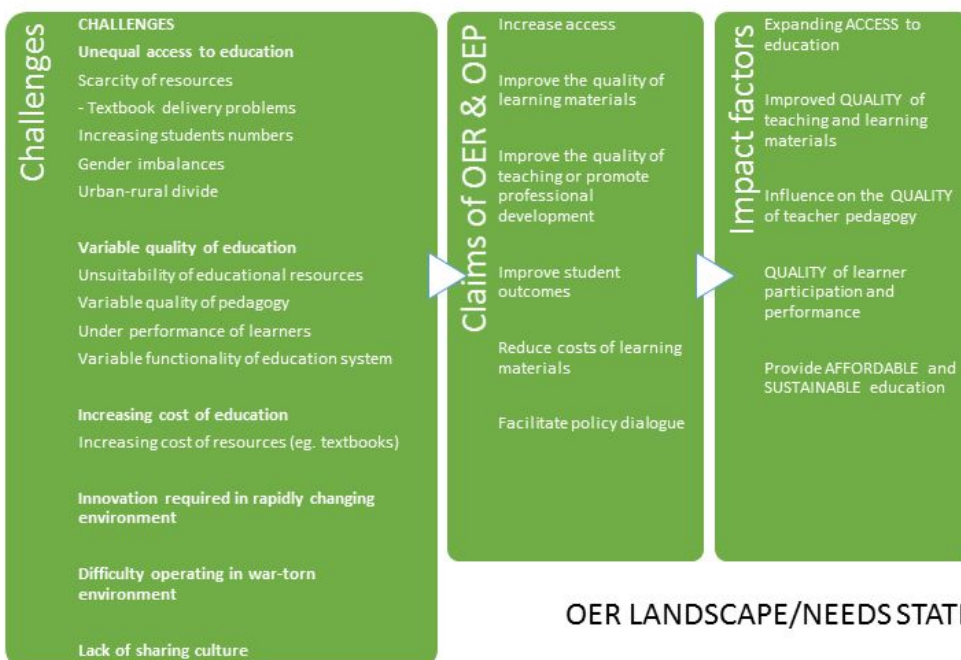 Challenges
CHALLENGES
Unequal access to education
Scarcity of resources
- Textbook delivery problems
Increasing students numbers
Gender imbalances
Urban-rural divide
Variable quality of education
Unsuitability of educational resources
Variable quality of pedagogy
Under performance of learners
Variable functionality of education system
Increasing cost of education
Increasing cost of resources (eg. textbooks)
Innovation required in rapidly changing
environment
Difficulty operating in war-torn
environment
Lack of sharing culture
Claims of OER & OEP
Increase access
Improve the quality of
learning materials
Improve the quality of
teaching or promote
professional
development
Improve student
outcomes
Reduce costs of learning
materials
Facilitate policy dialogue
Impact factors
Expanding ACCESS to
education
Improved QUALITY of
teaching and learning
materials
Influence on the QUALITY
of teacher pedagogy
QUALITY of learner
participation and
performance
Provide AFFORDABLE and
SUSTAINABLE education
OER LANDSCAPE/NEEDS